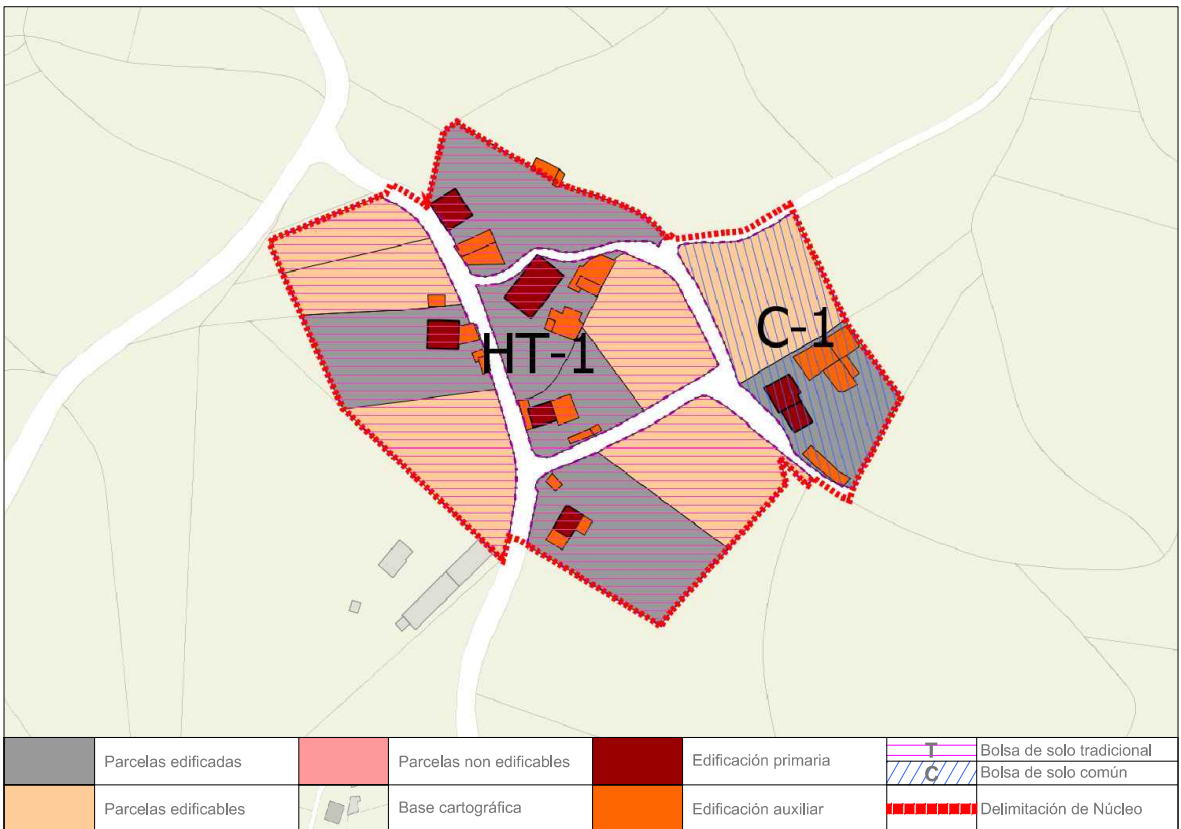 HT-1
C-1
Parcelas edificadas
Parcelas non edificables
Edificación primaria
T
Bolsa de solo tradicional
C
Bolsa de solo común
Parcelas edificables
Base cartográfica
Edificación auxiliar
Delimitación de Núcleo